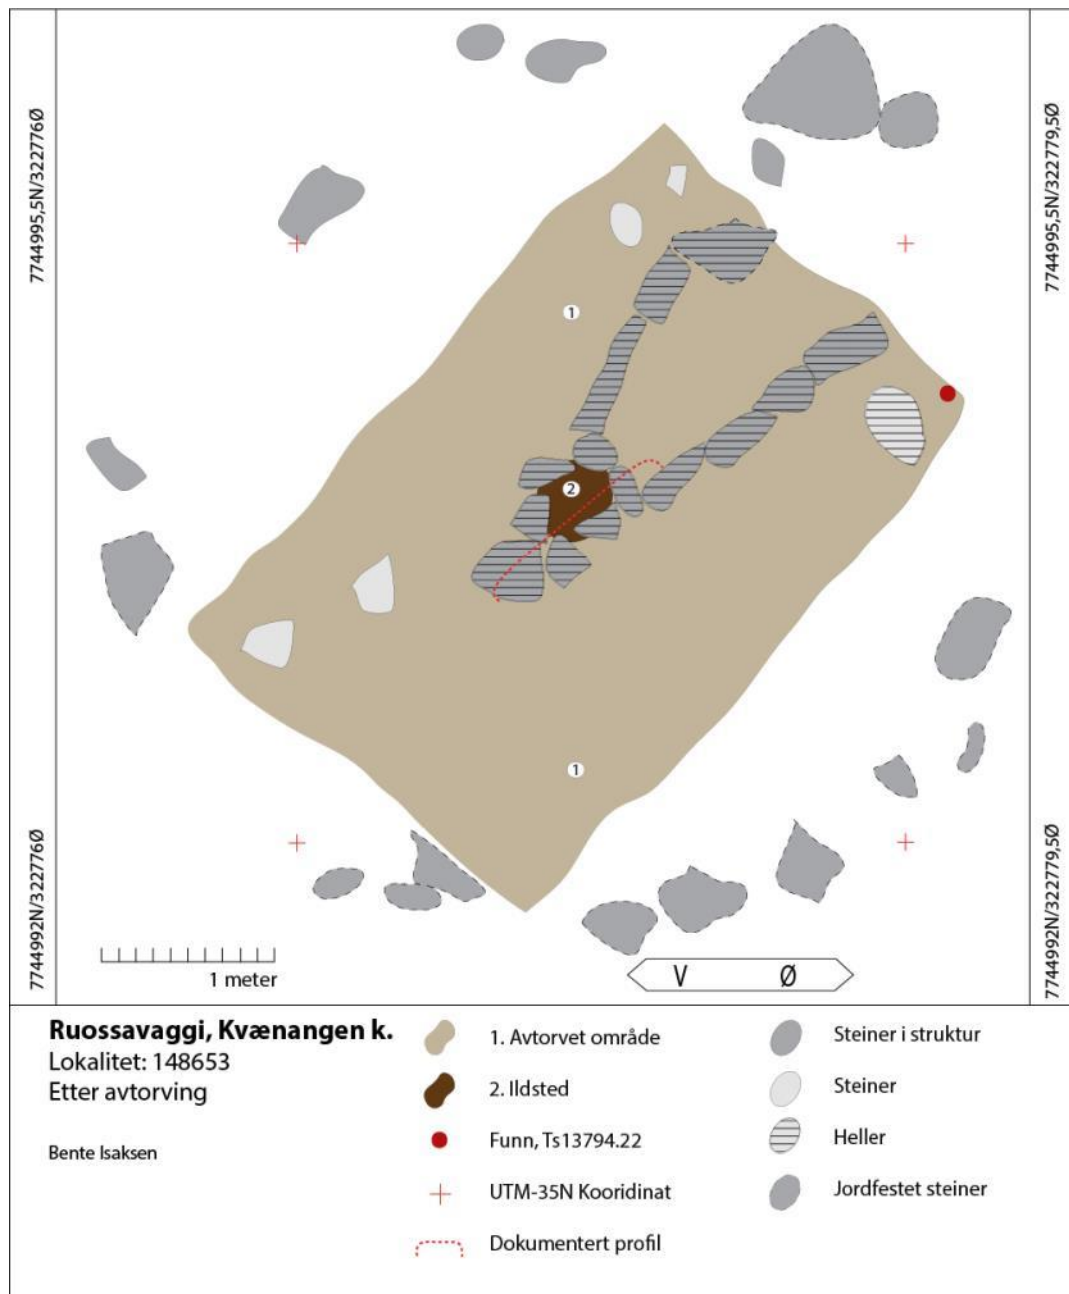 7744995,5N/322776Ø
7744995,5N/322779,5Ø
1
2
1
7744992N/322776Ø
7744992N/322779,5Ø
1 meter
V Ø
Ruossavaggi, Kvænangen k.
Lokalitet: 148653
Etter avtorving
Bente Isaksen
1. Avtorvet område
2. Ildsted
Funn, Ts13794.22
UTM-35N Kooridinat
Dokumentert profil
Steiner i struktur
Steiner
Heller
Jordfestet steiner